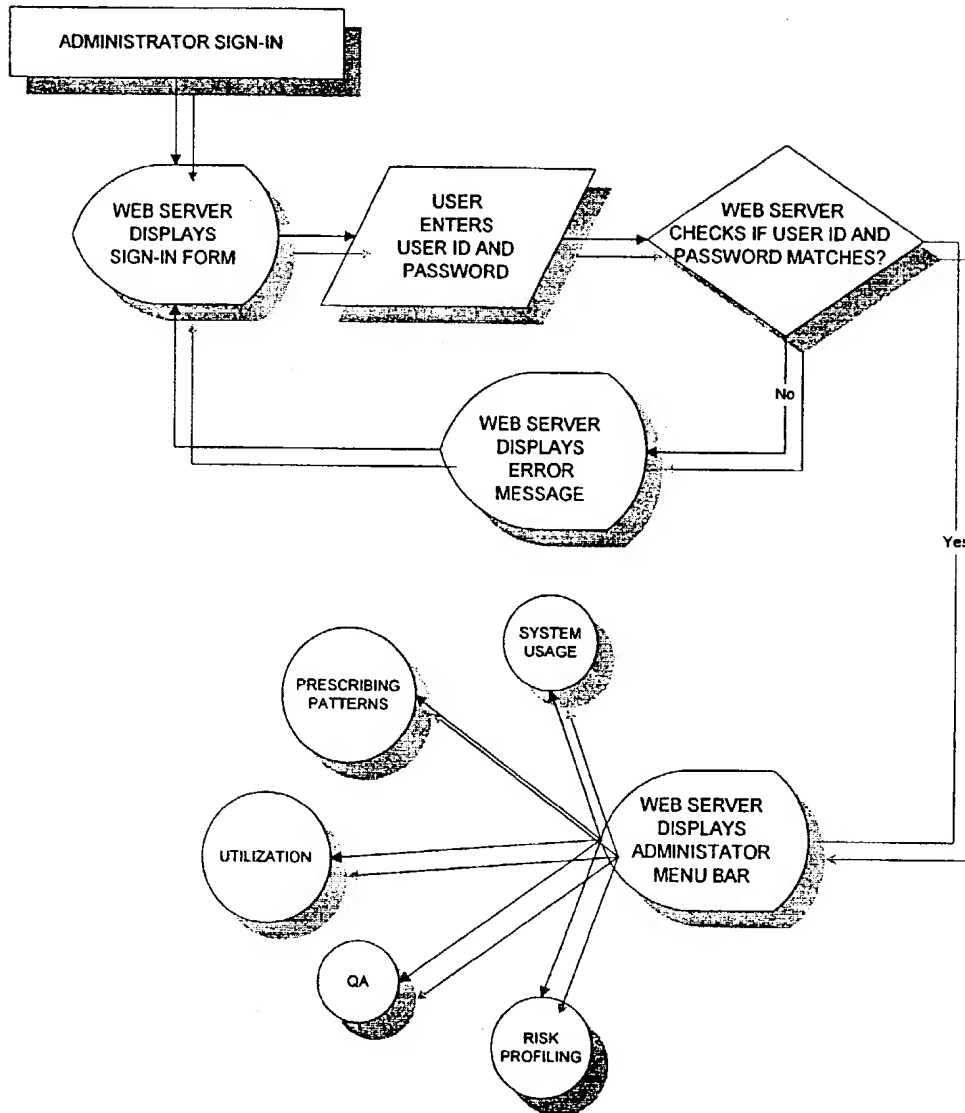 ADMINISTRATOR SIGN-IN
WEB SERVER
DISPLAYS
SIGN-IN FORM
USER
ENTERS
USER ID AND
PASSWORD
WEB SERVER
CHECKS IF USER ID AND
PASSWORD MATCHES?
No
WEB SERVER
DISPLAYS
ERROR
MESSAGE
Yes
SYSTEM
USAGE
PRESCRIBING
PATTERNS
WEB SERVER
DISPLAYS
ADMINISTATOR
MENU BAR
UTILIZATION
QA
RISK
PROFILING